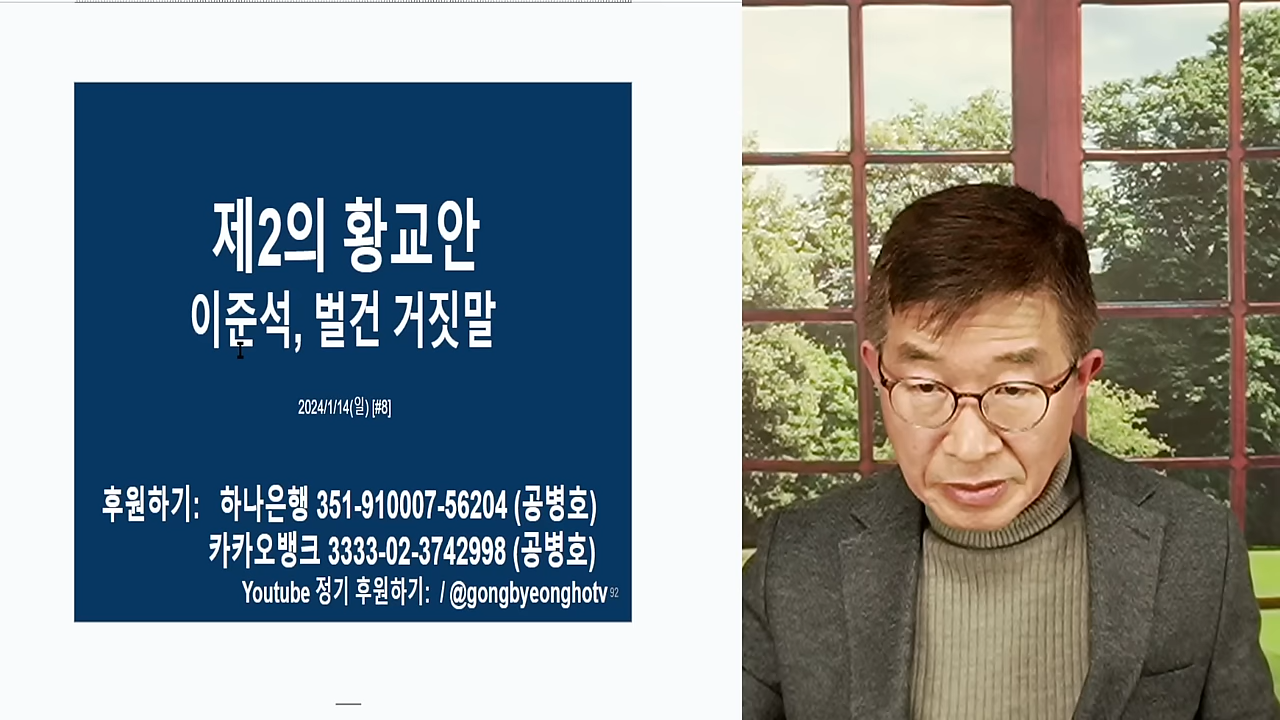 제2의 황교안
이준석, 벌건 거짓말
2024/1/14(일) [#8]
후원하기: 하나은행 351-910007-56204 (공병호)
카카오뱅크 3333-02-3742998 (공병호)
Youtube 정기 후원하기: / @gongbyeonghotv 92